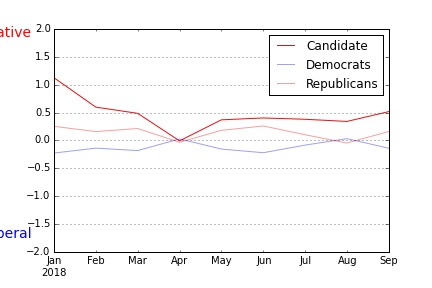 ative
peral
2.0
1.5
1.0
0.5
0.0
−0.5
−1.0
−1.5
−2.0
Candidate
Democrats
Republicans
Jan Feb Mar Apr May Jun Jul Aug Sep
2018